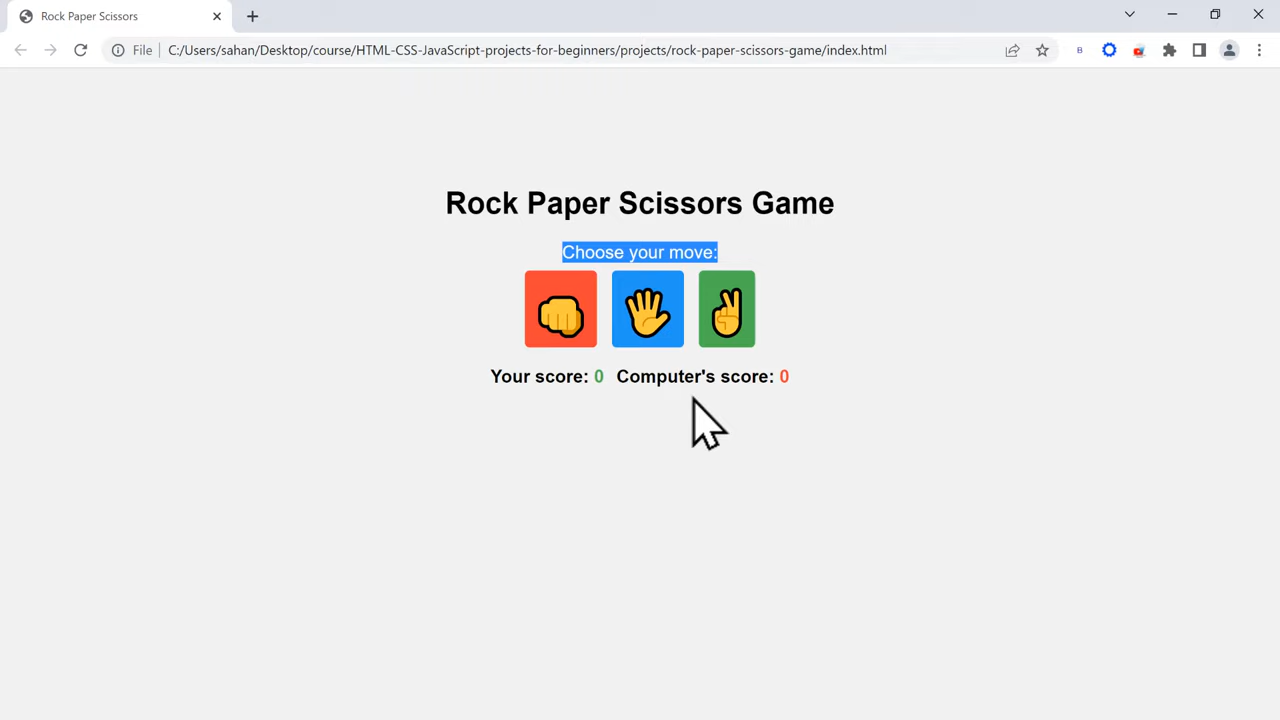 Rock Paper Scissors
File C:/Users/sahan/Desktop/course/HTML-CSS-JavaScript-projects-for-beginners/projects/rock-paper-scissors-game/index.html
B
Rock Paper Scissors Game
Choose your move:
Your score: 0 Computer's score: 0